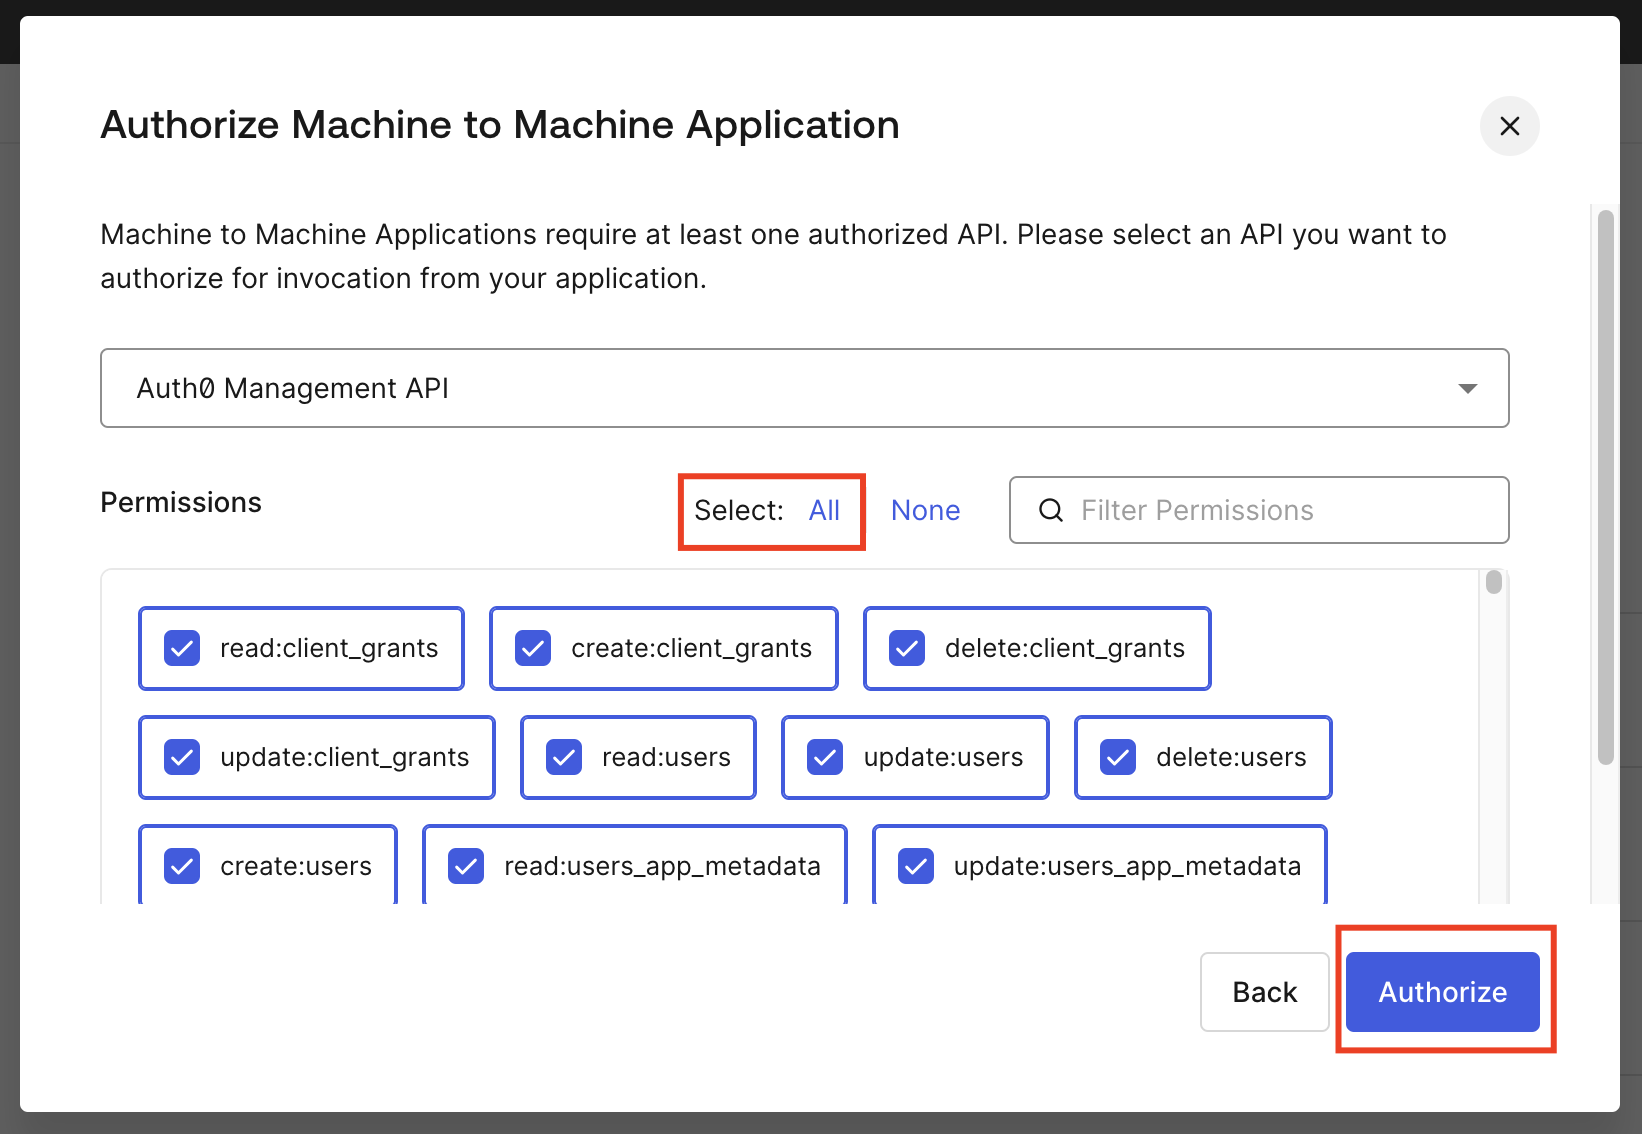 Authorize Machine to Machine Application
Machine to Machine Applications require at least one authorized API. Please select an API you want to
authorize for invocation from your application.
Auth0 Management API
Permissions Select: All None Filter Permissions
read:client_grants create:client_grants delete:client_grants
update:client_grants read:users update:users delete:users
create:users read:users_app_metadata update:users_app_metadata
Back Authorize